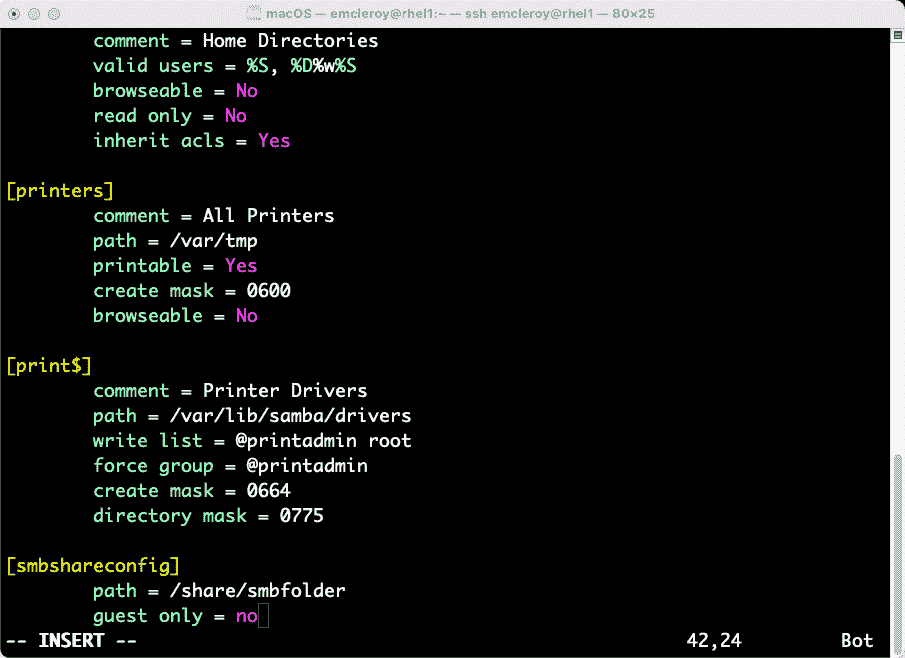 macOS — emcleroy@rhel1:~ — ssh emcleroy@rhel1 — 80×25
comment = Home Directories
valid users = %S, %D%w%S
browseable = No
read only = No
inherit acls = Yes
[printers]
comment = All Printers
path = /var/tmp
printable = Yes
create mask = 0600
browseable = No
[print$]
comment = Printer Drivers
path = /var/lib/samba/drivers
write list = @printadmin root
force group = @printadmin
create mask = 0664
directory mask = 0775
[smbshareconfig]
path = /share/smbfolder
guest only = no
-- INSERT -- 42,24 Bot